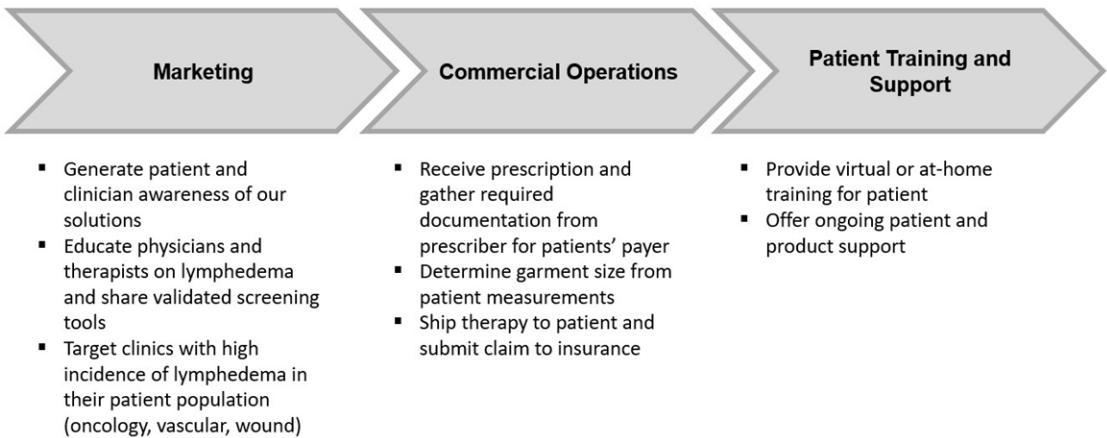 Marketing
▪ Generate patient and
clinician awareness of our
solutions
▪ Educate physicians and
therapists on lymphedema
and share validated screening
tools
▪ Target clinics with high
incidence of lymphedema in
their patient population
(oncology, vascular, wound)
Commercial Operations
▪ Receive prescription and
gather required
documentation from
prescriber for patients’ payer
▪ Determine garment size from
patient measurements
▪ Ship therapy to patient and
submit claim to insurance
Patient Training and
Support
▪ Provide virtual or at-home
training for patient
▪ Offer ongoing patient and
product support